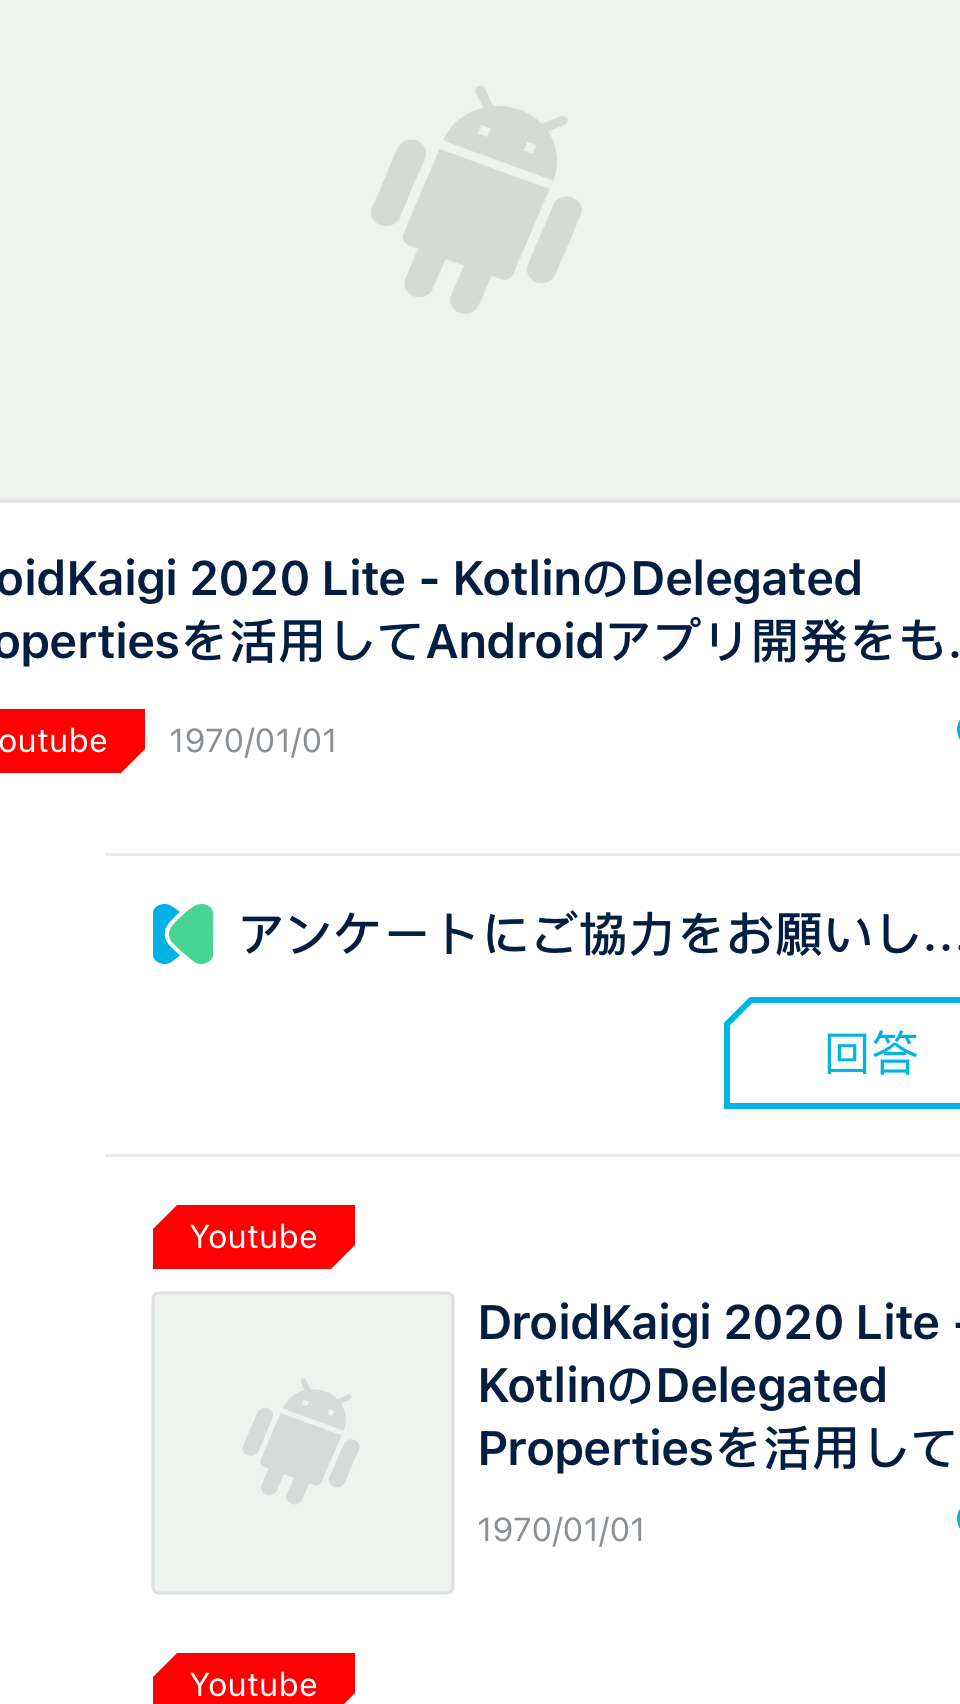 oidKaigi 2020 Lite - KotlinのDelegated
opertiesを活用してAndroidアプリ開発をも..
outube
1970/01/01
アンケートにご協力をお願いし...
回答
Youtube
DroidKaigi 2020 Lite -
KotlinのDelegated
Propertiesを活用して
1970/01/01
Youtube